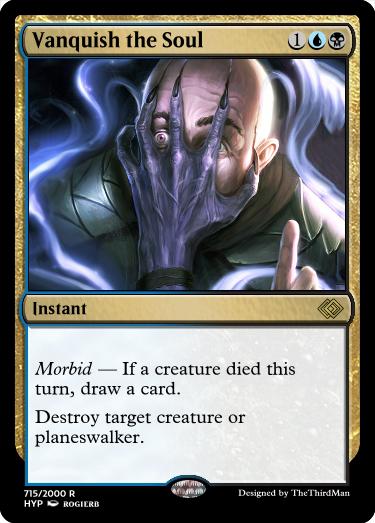 Vanquish the Soul 1
Instant
Morbid — If a creature died this
turn, draw a card.
Destroy target creature or
planeswalker.
715/2000 R
HYP ROGIERB Designed by TheThirdMan